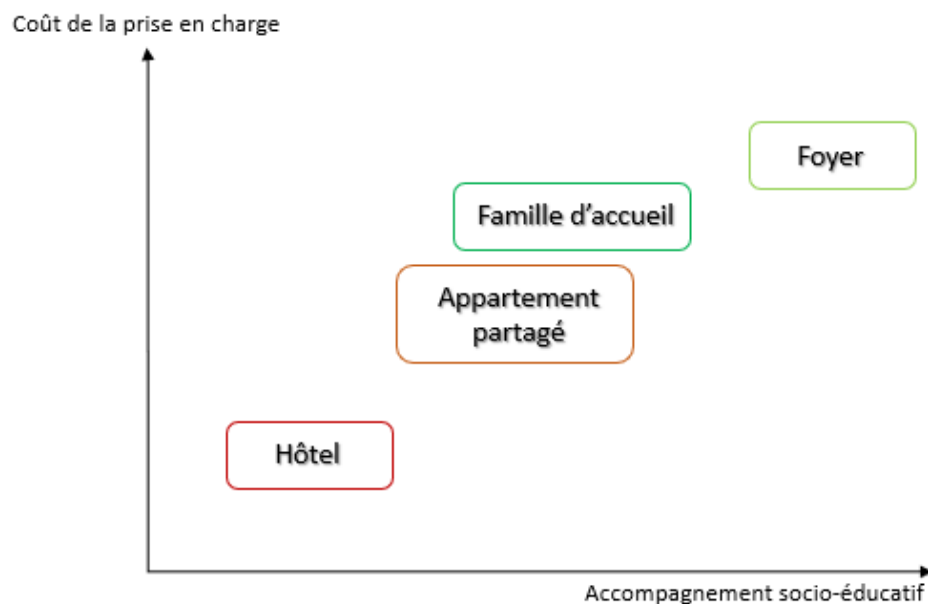 Coût de la prise en charge
Foyer
Famille d'accueil
Appartement
partagé
Hôtel
Accompagnement socio-éducatif